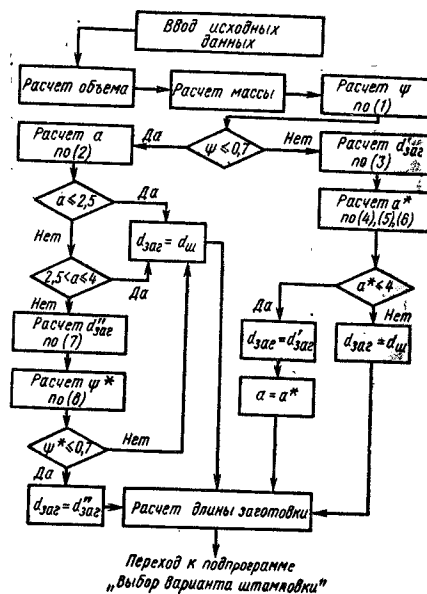 Ввод исходных
данных
Расчет объема
Расчет массы
Расчет ψ
по (1)
Расчет a
по (2)
Да
ψ≤0,7
Нет
Расчет d'заг
по (3)
a≤2,5
Да
Расчет a*
по(4),(5),(6)
Нет
dзаг = dш
2,5<a≤4
Да
a*≤4
Нет
Да
Нет
Расчет d''заг
по (7)
dзаг=d'заг
dзаг=dш
Расчет ψ*
по (8)
a = a*
ψ*≤0,7
Нет
Да
dзаг=d''заг
Расчет длины заготовки
Переход к подпрограмме
„Выбор варианта штамповки"